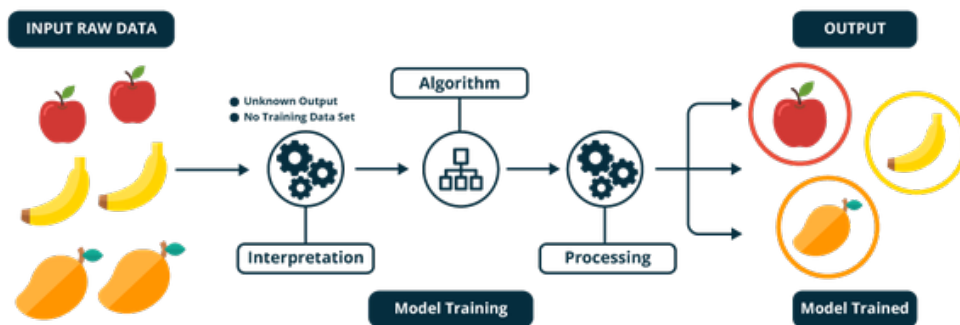 INPUT RAW DATA
OUTPUT
Algorithm
Unknown Output
No Training Data Set
Interpretation
Processing
Model Training
Model Trained